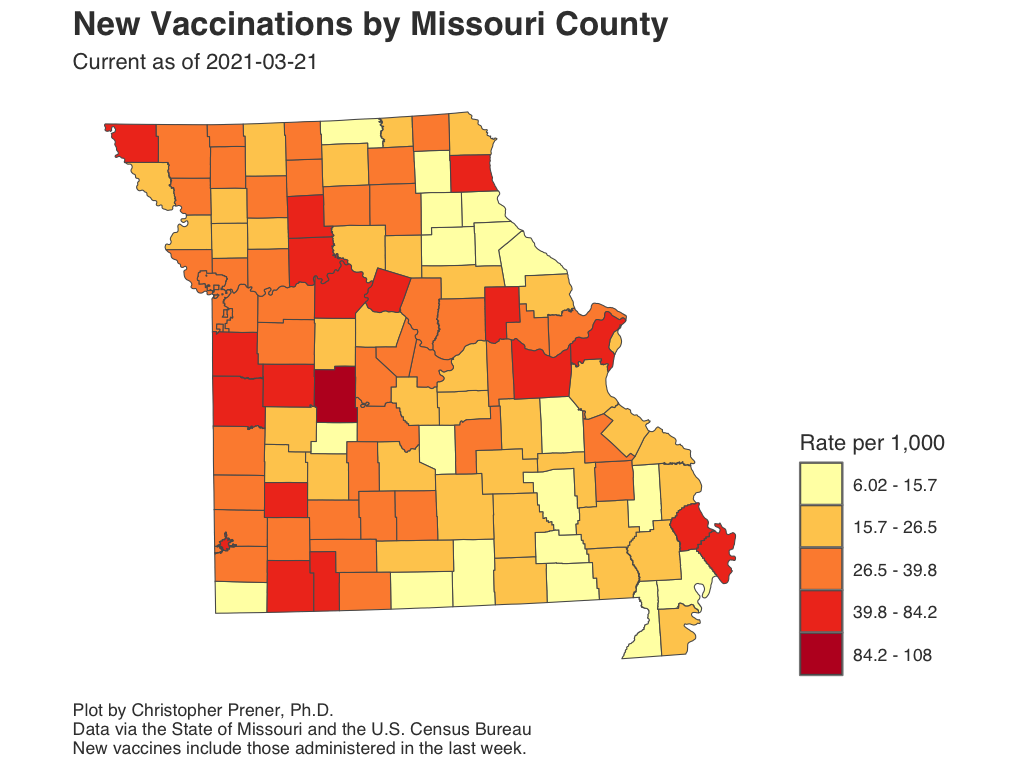 New Vaccinations by Missouri County
Current as of 2021-03-21
Rate per 1,000
6.02 - 15.7
15.7 - 26.5
26.5 - 39.8
39.8 - 84.2
84.2 - 108
Plot by Christopher Prener, Ph.D.
Data via the State of Missouri and the U.S. Census Bureau
New vaccines include those administered in the last week.